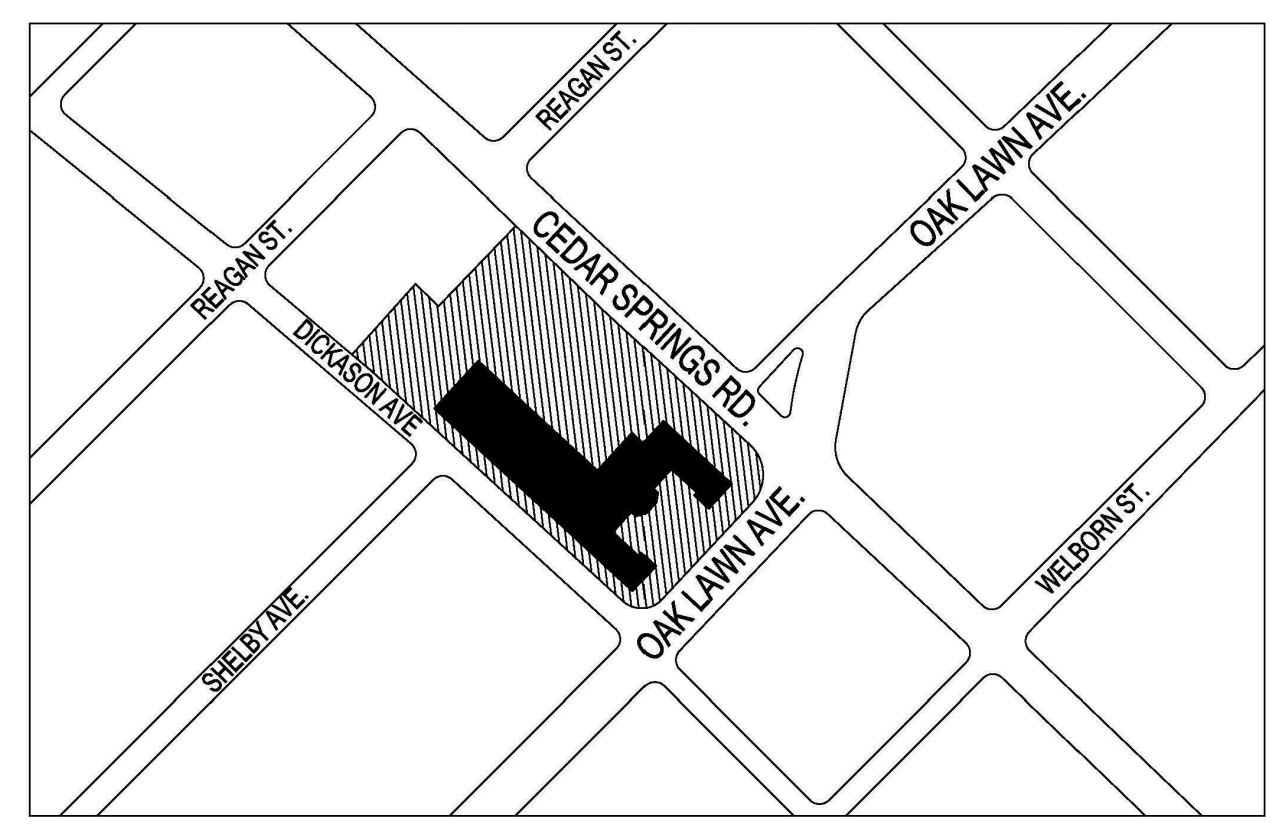 REAGAN ST.
OAK LAWN AVE.
REAGAN ST.
CEDAR SPRINGS RD.
DICKASON AVE
WELBORN ST.
OAK LAWN AVE.
SHELBY AVE.